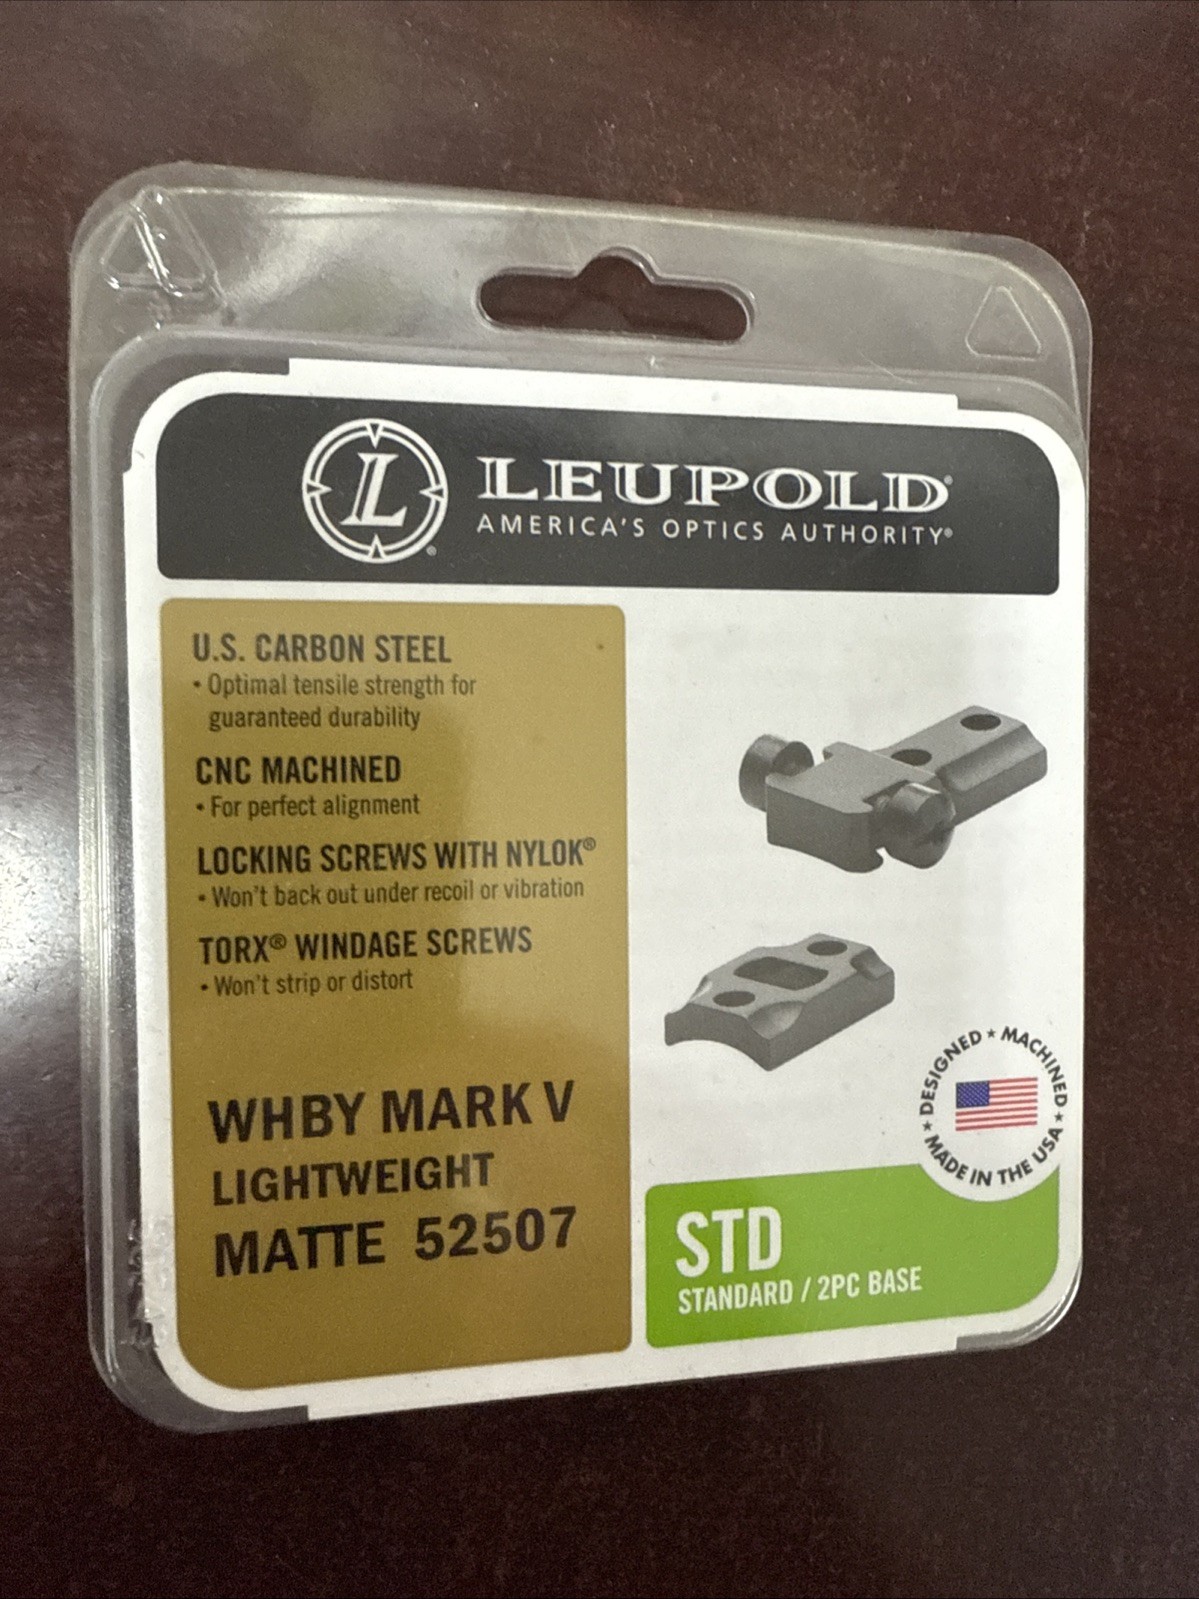 L®
LEUPOLD®
AMERICA'S OPTICS AUTHORITY®
U.S. CARBON STEEL
• Optimal tensile strength for
guaranteed durability
CNC MACHINED
• For perfect alignment
LOCKING SCREWS WITH NYLOK®
• Won't back out under recoil or vibration
TORX® WINDAGE SCREWS
• Won't strip or distort
WHBY MARK V
LIGHTWEIGHT
MATTE 52507
DESIGNED ★ MACHINED ★ MADE IN THE USA ★
STD
STANDARD / 2PC BASE